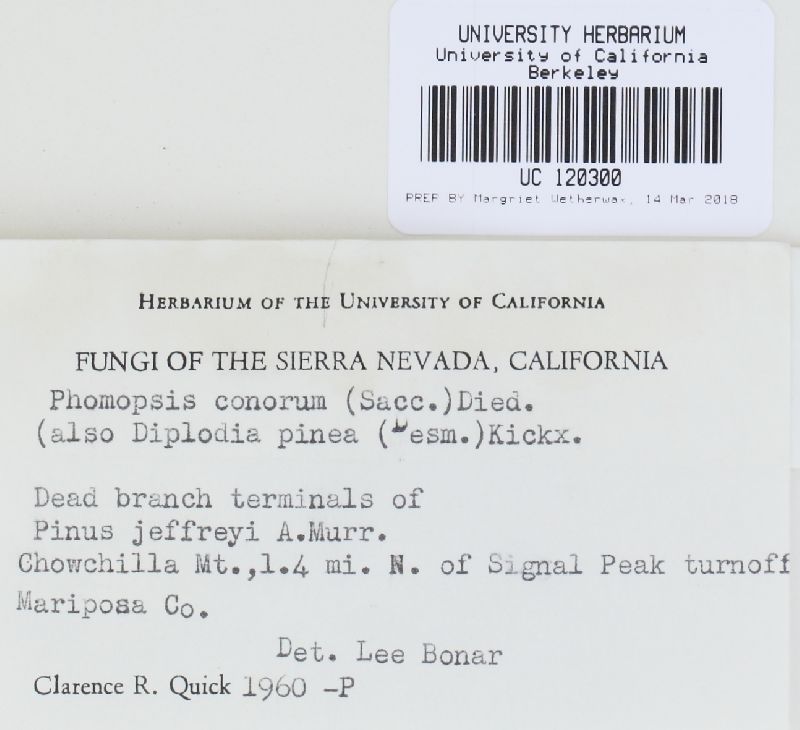 UNIVERSITY HERBARIUM
University of California
Berkeley
UC 120300
PREP BY Margriet Wetherwax, 14 Mar 2018
HERBARIUM OF THE UNIVERSITY OF CALIFORNIA
FUNGI OF THE SIERRA NEVADA, CALIFORNIA
Phomopsis conorum (Sacc.)Died.
(also Diplodia pinea (Desm.)Kickx.
Dead branch terminals of
Pinus jeffreyi A.Murr.
Chowchilla Mt.,1.4 mi. N. of Signal Peak turnoff
Mariposa Co.
Det. Lee Bonar
Clarence R. Quick 1960 -P